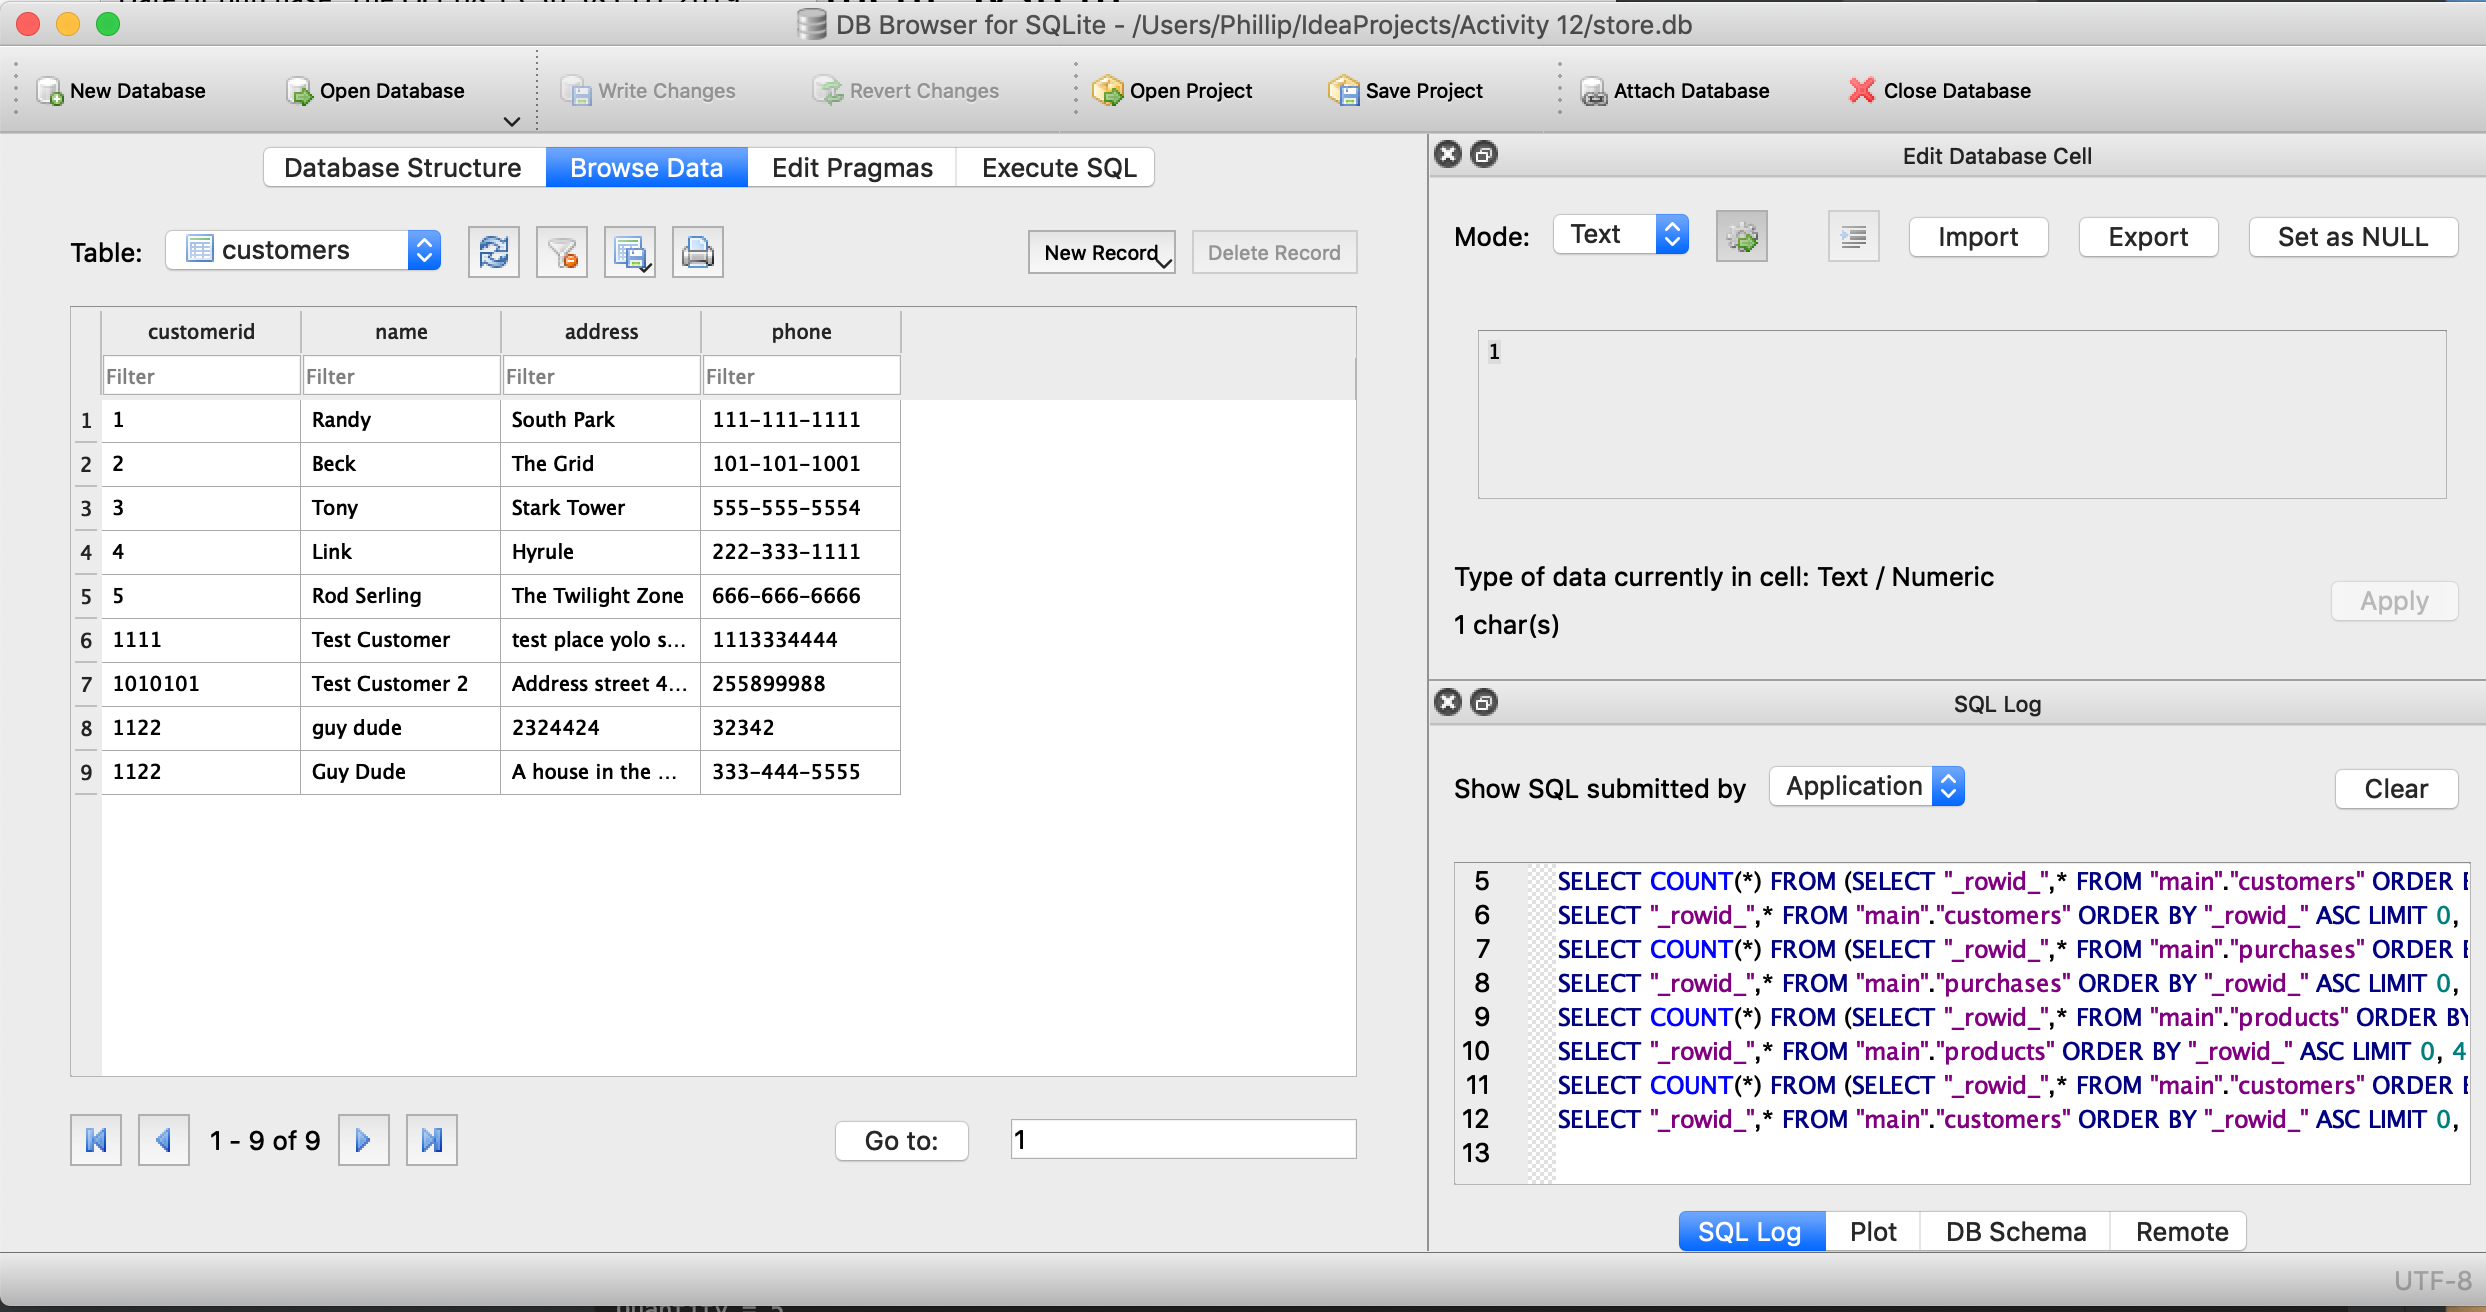 DB Browser for SQLite - /Users/Phillip/IdeaProjects/Activity 12/store.db
New Database Open Database Write Changes Revert Changes Open Project Save Project Attach Database Close Database
Database Structure Browse Data Edit Pragmas Execute SQL
Table: customers New Record Delete Record
customerid name address phone
Filter Filter Filter Filter
1 1 Randy South Park 111-111-1111
2 2 Beck The Grid 101-101-1001
3 3 Tony Stark Tower 555-555-5554
4 4 Link Hyrule 222-333-1111
5 5 Rod Serling The Twilight Zone 666-666-6666
6 1111 Test Customer test place yolo s... 1113334444
7 1010101 Test Customer 2 Address street 4... 255899988
8 1122 guy dude 2324424 32342
9 1122 Guy Dude A house in the ... 333-444-5555
1 - 9 of 9 Go to: 1
Edit Database Cell
Mode: Text Import Export Set as NULL
1
Type of data currently in cell: Text / Numeric
1 char(s)
Apply
SQL Log
Show SQL submitted by Application Clear
5 SELECT COUNT(*) FROM (SELECT "_rowid_",* FROM "main"."customers" ORDER
6 SELECT "_rowid_",* FROM "main"."customers" ORDER BY "_rowid_" ASC LIMIT 0,
7 SELECT COUNT(*) FROM (SELECT "_rowid_",* FROM "main"."purchases" ORDER
8 SELECT "_rowid_",* FROM "main"."purchases" ORDER BY "_rowid_" ASC LIMIT 0,
9 SELECT COUNT(*) FROM (SELECT "_rowid_",* FROM "main"."products" ORDER BY
10 SELECT "_rowid_",* FROM "main"."products" ORDER BY "_rowid_" ASC LIMIT 0, 4
11 SELECT COUNT(*) FROM (SELECT "_rowid_",* FROM "main"."customers" ORDER
12 SELECT "_rowid_",* FROM "main"."customers" ORDER BY "_rowid_" ASC LIMIT 0,
13
SQL Log Plot DB Schema Remote
UTF-8